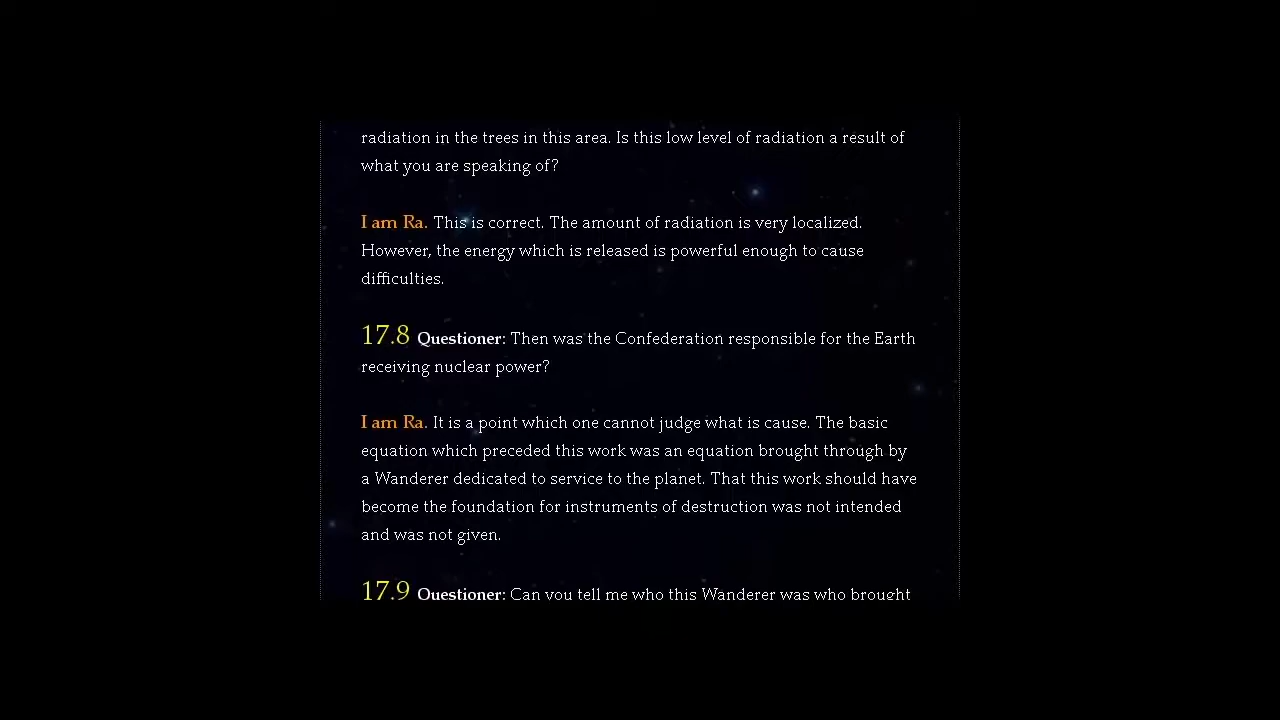 radiation in the trees in this area. Is this low level of radiation a result of
what you are speaking of?
I am Ra. This is correct. The amount of radiation is very localized.
However, the energy which is released is powerful enough to cause
difficulties.
17.8 Questioner: Then was the Confederation responsible for the Earth
receiving nuclear power?
I am Ra. It is a point which one cannot judge what is cause. The basic
equation which preceded this work was an equation brought through by
a Wanderer dedicated to service to the planet. That this work should have
become the foundation for instruments of destruction was not intended
and was not given.
17.9 Questioner: Can you tell me who this Wanderer was who brought